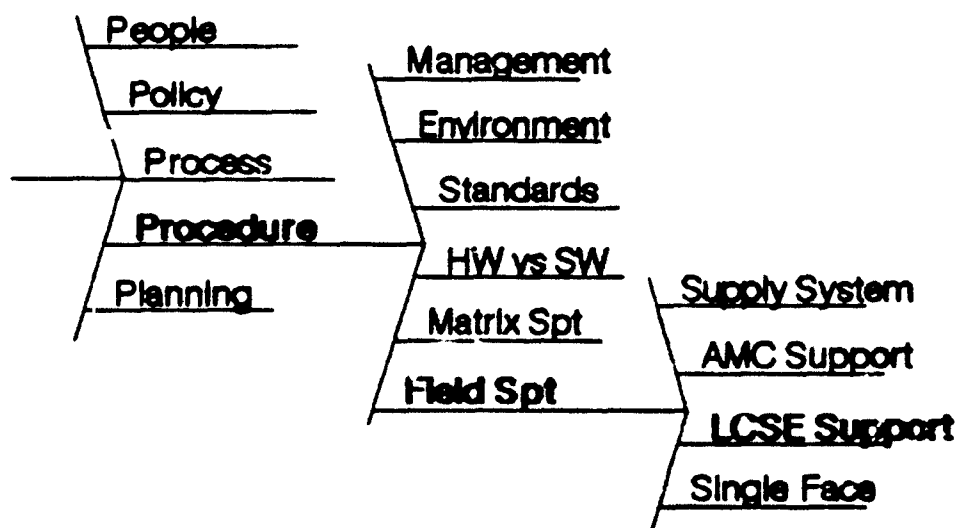 People
Policy
Process
Procedure
Planning
Management
Environment
Standards
HW vs SW
Matrix Spt
Field Spt
Supply System
AMC Support
LCSE Support
Single Face